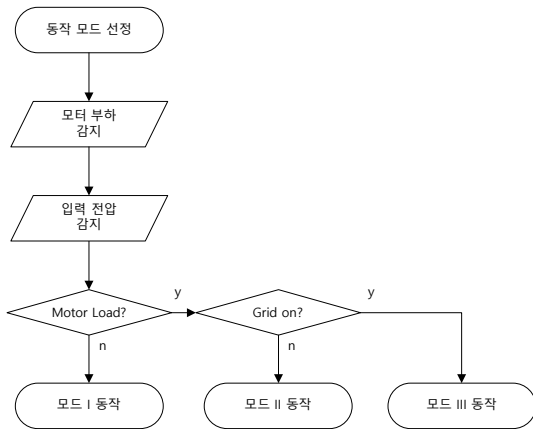 동작 모드 선정
모터 부하
감지
입력 전압
감지
Motor Load?
y
Grid on?
y
n
n
모드 I 동작
모드 II 동작
모드 III 동작